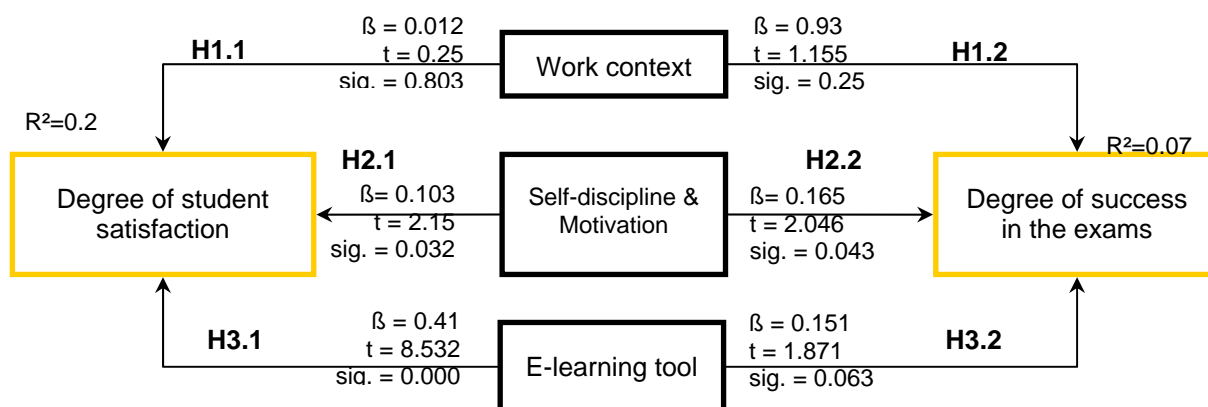 H1.1
ß = 0.012
t = 0.25
sig. = 0.803
Work context
ß = 0.93
t = 1.155
sig. = 0.25
H1.2
R²=0.2
R²=0.07
Degree of student
satisfaction
H2.1
ß= 0.103
t = 2.15
sig. = 0.032
Self-discipline &
Motivation
H2.2
ß= 0.165
t = 2.046
sig. = 0.043
Degree of success
in the exams
H3.1
ß = 0.41
t = 8.532
sig. = 0.000
E-learning tool
ß = 0.151
t = 1.871
sig. = 0.063
H3.2